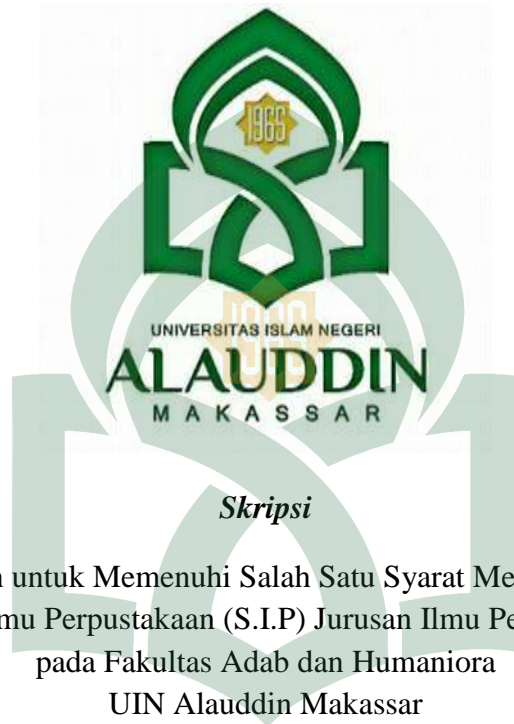 1965
UNIVERSITAS ISLAM NEGERI
ALAUDDIN
MAKASSAR
1965
Skripsi
untuk Memenuhi Salah Satu Syarat
Perpustakaan (S.I.P) Jurusan Ilmu
pada Fakultas Adab dan Humaniora
UIN Alauddin Makassar